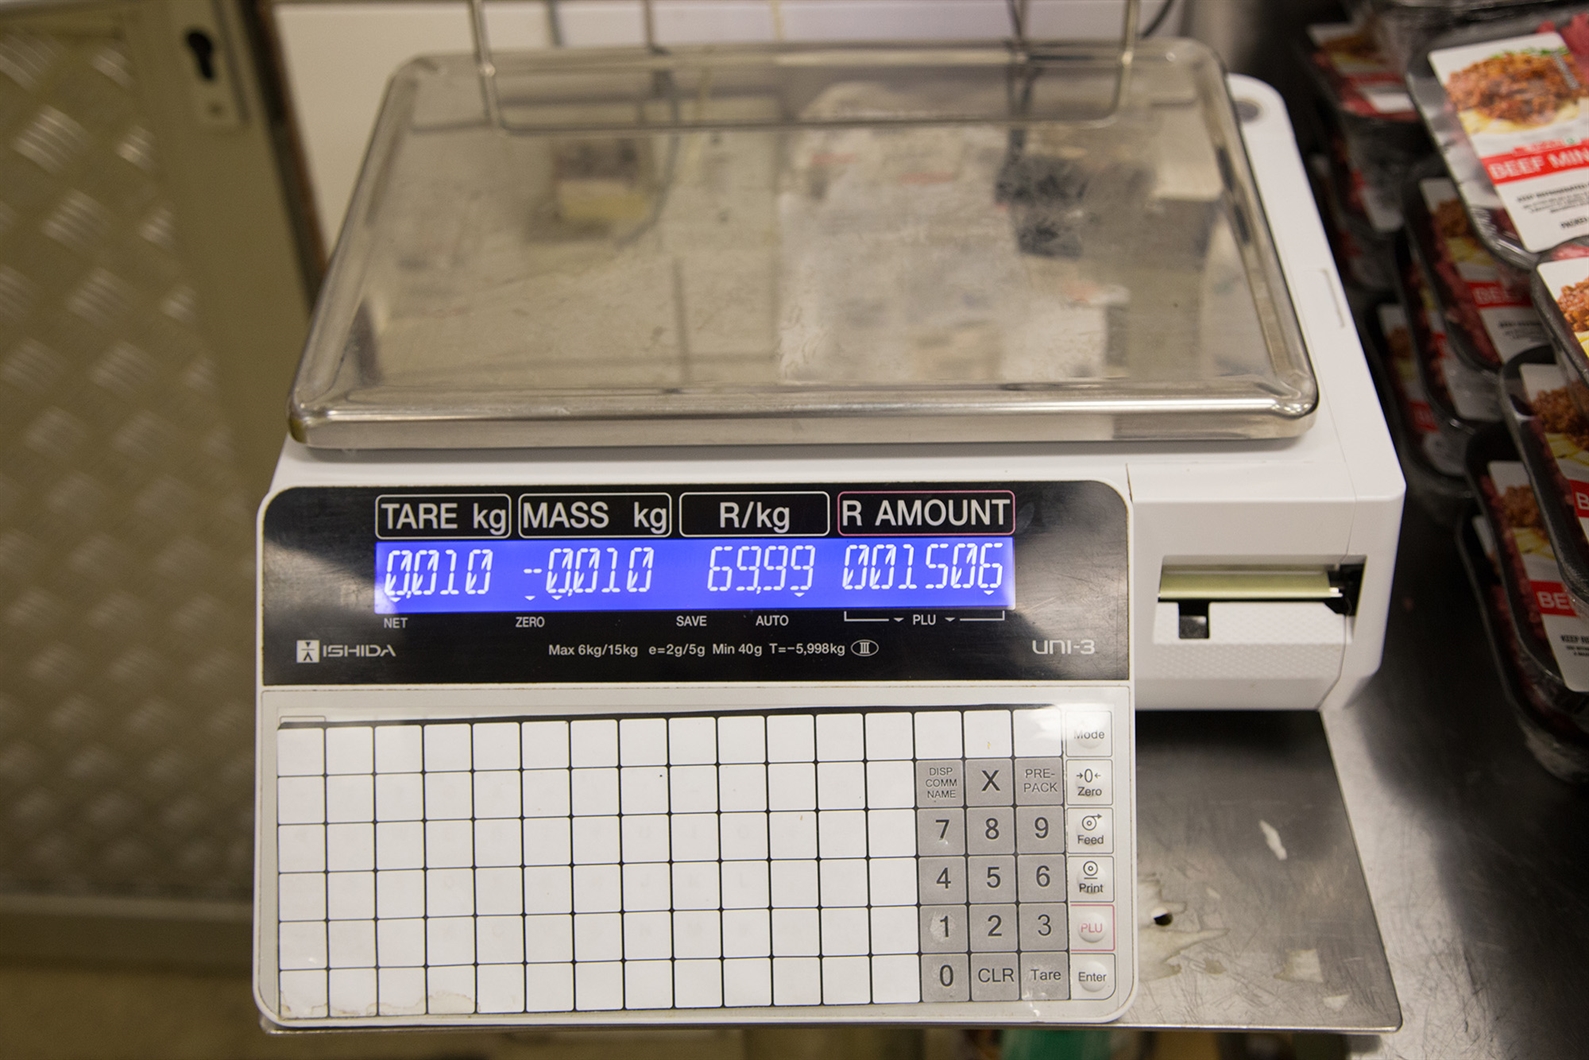 BEEF MIN
TARE kg MASS kg R/kg R AMOUNT
0,010 -0,010 69,99 001506
NET ZERO SAVE AUTO PLU
ISHIDA Max 6kg/15kg e=2g/5g Min 40g T=-5,998kg III UNI-3
Mode
DISP COMM NAME X PRE-PACK →0← Zero
7 8 9 Feed
4 5 6 Print
1 2 3 PLU
0 CLR Tare Enter
BE